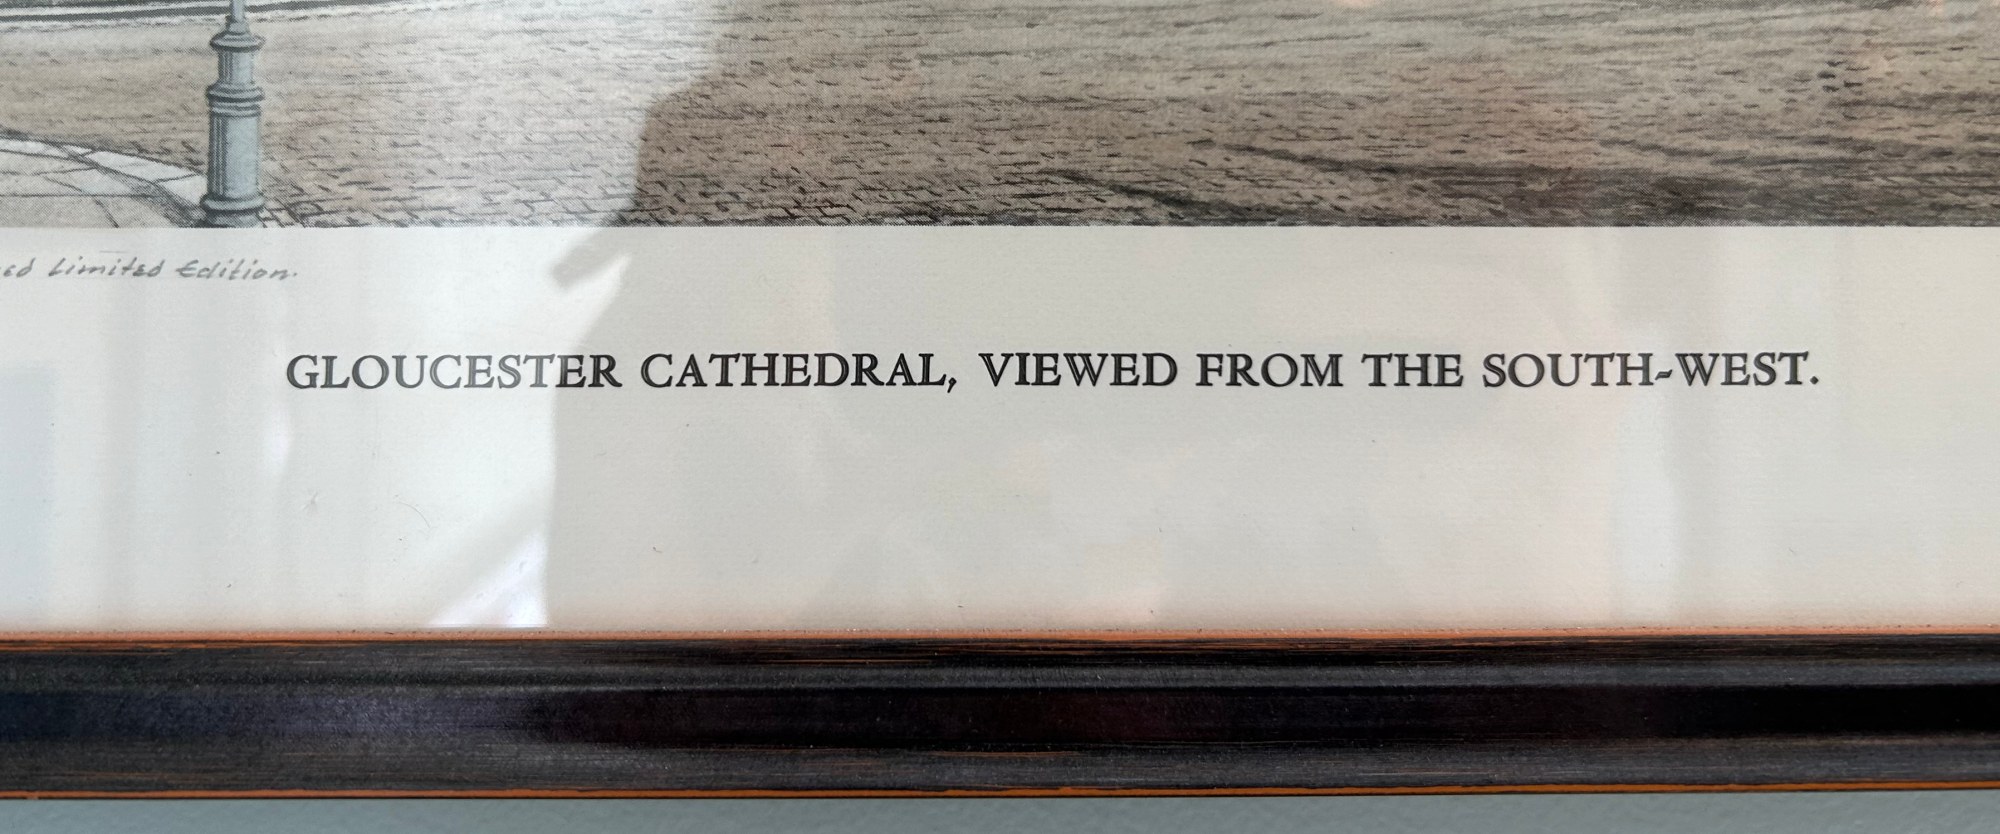 Limited Edition.
GLOUCESTER CATHEDRAL, VIEWED FROM THE SOUTH-WEST.